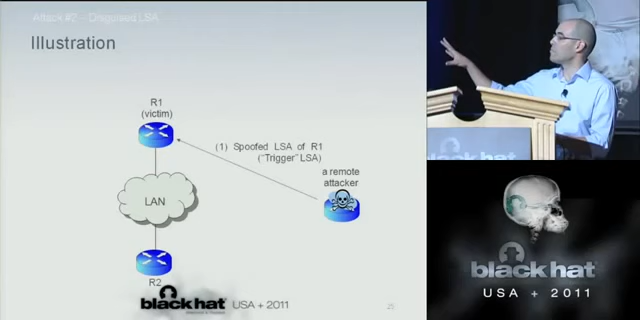 Attack #2 – Disguised LSA
Illustration
R1
(victim)
(1) Spoofed LSA of R1
("Trigger" LSA)
a remote
attacker
LAN
R2
black hat USA + 2011
25
black hat
USA + 2011